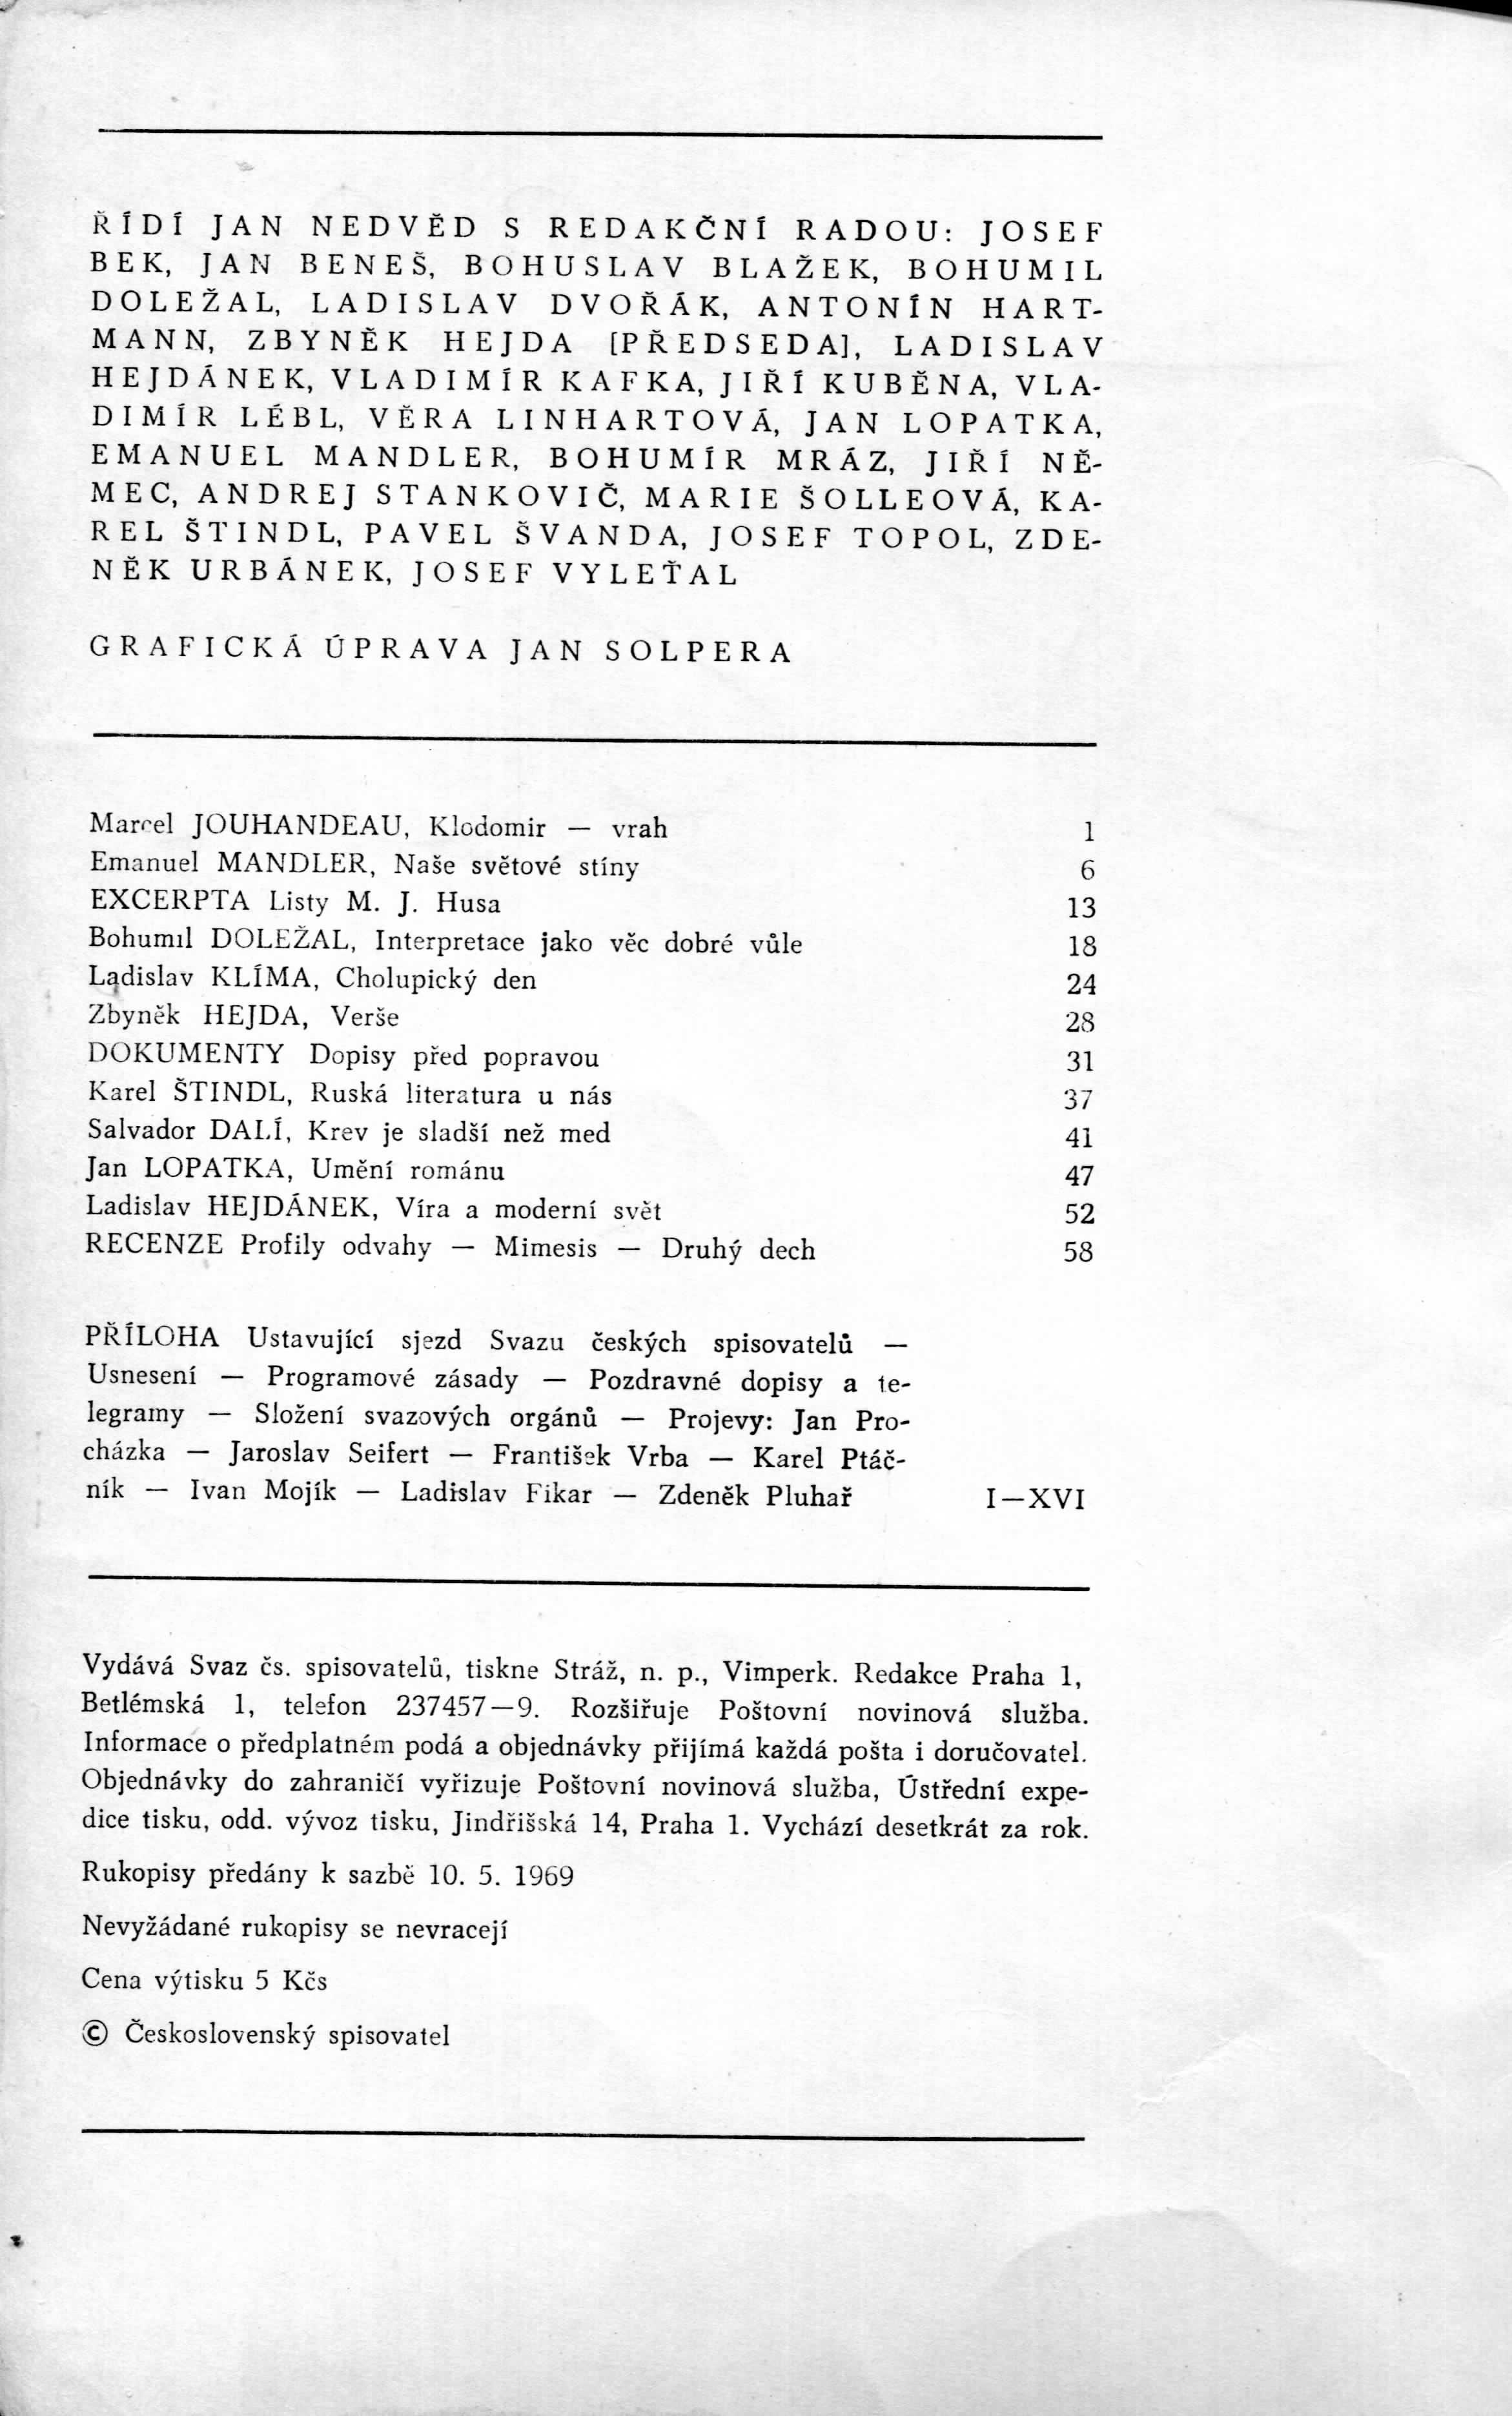 ŘÍDÍ JAN NEDVĚD S REDAKČNÍ RADOU: JOSEF
BEK, JAN BENEŠ, BOHUSLAV BLAŽEK, BOHUMIL
DOLEŽAL, LADISLAV DVOŘÁK, ANTONÍN HART-
MANN, ZBYNĚK HEJDA [PŘEDSEDA], LADISLAV
HEJDÁNEK, VLADIMÍR KAFKA, JIŘÍ KUBĚNA, VLA-
DIMÍR LÉBL, VĚRA LINHARTOVÁ, JAN LOPATKA,
EMANUEL MANDLER, BOHUMÍR MRÁZ, JIŘÍ NĚ-
MEC, ANDREJ STANKOVIČ, MARIE ŠOLLEOVÁ, KA-
REL ŠTINDL, PAVEL ŠVANDA, JOSEF TOPOL, ZDE-
NĚK URBÁNEK, JOSEF VYLEŤAL
GRAFICKÁ ÚPRAVA JAN SOLPERA
Marcel JOUHANDEAU, Klodomir — vrah 1
Emanuel MANDLER, Naše světové stíny 6
EXCERPTA Listy M. J. Husa 13
Bohumil DOLEŽAL, Interpretace jako věc dobré vůle 18
Ladislav KLÍMA, Cholupický den 24
Zbyněk HEJDA, Verše 28
DOKUMENTY Dopisy před popravou 31
Karel ŠTINDL, Ruská literatura u nás 37
Salvador DALÍ, Krev je sladší než med 41
Jan LOPATKA, Umění románu 47
Ladislav HEJDÁNEK, Víra a moderní svět 52
RECENZE Profily odvahy — Mimesis — Druhý dech 58
PŘÍLOHA Ustavující sjezd Svazu českých spisovatelů —
Usnesení — Programové zásady — Pozdravné dopisy a te-
legramy — Složení svazových orgánů — Projevy: Jan Pro-
cházka — Jaroslav Seifert — František Vrba — Karel Ptáč-
ník — Ivan Mojík — Ladislav Fikar — Zdeněk Pluhař I—XVI
Vydává Svaz čs. spisovatelů, tiskne Stráž, n. p., Vimperk. Redakce Praha 1,
Betlémská 1, telefon 237457—9. Rozšiřuje Poštovní novinová služba.
Informace o předplatném podá a objednávky přijímá každá pošta i doručovatel.
Objednávky do zahraničí vyřizuje Poštovní novinová služba, Ústřední expe-
dice tisku, odd. vývoz tisku, Jindřišská 14, Praha 1. Vychází desetkrát za rok.
Rukopisy předány k sazbě 10. 5. 1969
Nevyžádané rukopisy se nevracejí
Cena výtisku 5 Kčs
© Československý spisovatel